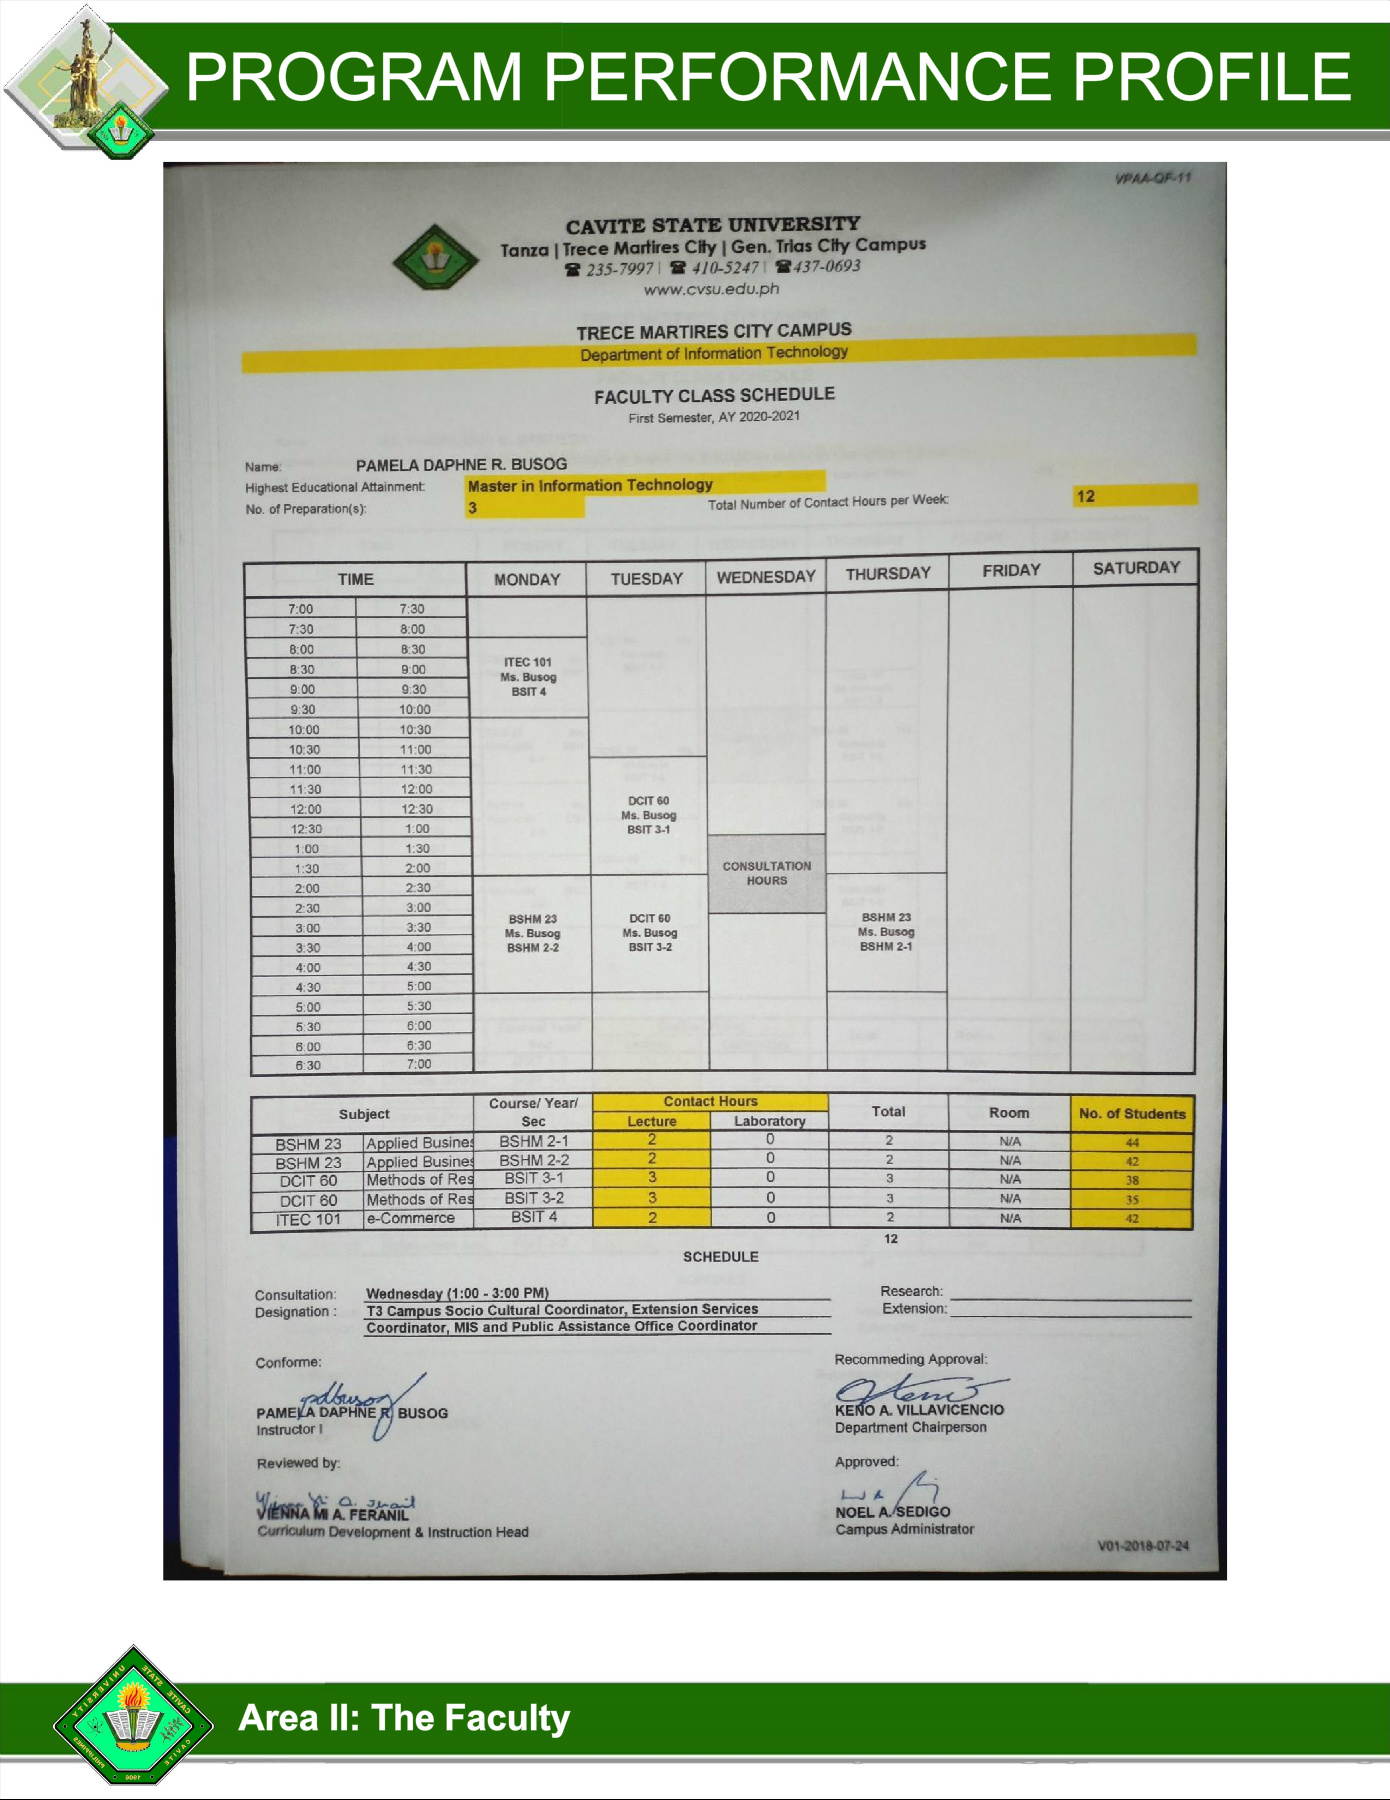 PROGRAM PERFORMANCE PROFILE
VPAA-QF-11
CAVITE STATE UNIVERSITY
Tanza | Trece Martires City | Gen. Trias City Campus
☎ 235-7997 | ☎ 410-5247 | ☎437-0693
www.cvsu.edu.ph
TRECE MARTIRES CITY CAMPUS
Department of Information Technology
FACULTY CLASS SCHEDULE
First Semester, AY 2020-2021
Name: PAMELA DAPHNE R. BUSOG
Highest Educational Attainment: Master in Information Technology
No. of Preparation(s): 3 Total Number of Contact Hours per Week: 12
TIME MONDAY TUESDAY WEDNESDAY THURSDAY FRIDAY SATURDAY
7:00 7:30
7:30 8:00
8:00 8:30
8:30 9:00
9:00 9:30
9:30 10:00
10:00 10:30
10:30 11:00
11:00 11:30
11:30 12:00
12:00 12:30
12:30 1:00
1:00 1:30
1:30 2:00
2:00 2:30
2:30 3:00
3:00 3:30
3:30 4:00
4:00 4:30
4:30 5:00
5:00 5:30
5:30 6:00
6:00 6:30
6:30 7:00
ITEC 101
Ms. Busog
BSIT 4
BSHM 23
Ms. Busog
BSHM 2-2
DCIT 60
Ms. Busog
BSIT 3-1
DCIT 60
Ms. Busog
BSIT 3-2
CONSULTATION
HOURS
BSHM 23
Ms. Busog
BSHM 2-1
Subject Course/ Year/ Sec Contact Hours Total Room No. of Students
Lecture Laboratory
BSHM 23 Applied Busines BSHM 2-1 2 0 2 N/A 44
BSHM 23 Applied Busines BSHM 2-2 2 0 2 N/A 42
DCIT 60 Methods of Res BSIT 3-1 3 0 3 N/A 38
DCIT 60 Methods of Res BSIT 3-2 3 0 3 N/A 35
ITEC 101 e-Commerce BSIT 4 2 0 2 N/A 42
12
SCHEDULE
Consultation: Wednesday (1:00 - 3:00 PM) Research:
Designation : T3 Campus Socio Cultural Coordinator, Extension Services Extension:
Coordinator, MIS and Public Assistance Office Coordinator
Conforme: Recommeding Approval:
PAMELA DAPHNE R. BUSOG KENO A. VILLAVICENCIO
Instructor I Department Chairperson
Reviewed by: Approved:
VIENNA MI A. FERANIL NOEL A. SEDIGO
Curriculum Development & Instruction Head Campus Administrator
V01-2018-07-24
Area II: The Faculty